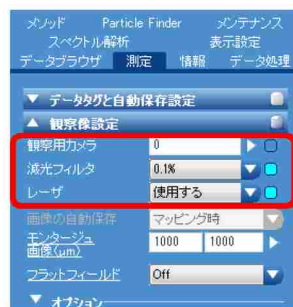 メソッド Particle Finder メンテナンス
スペクトル解析 表示設定
データブラウザ 測定 情報 データ処理
▼ データタグと自動保存設定
▲ 観察像設定
観察用カメラ 0
減光フィルタ 0.1%
レーザ 使用する
画像の自動保存 マッピング時
モンタージュ 1000 1000
画像(um)
フラットフィールド Off
▼ オプション